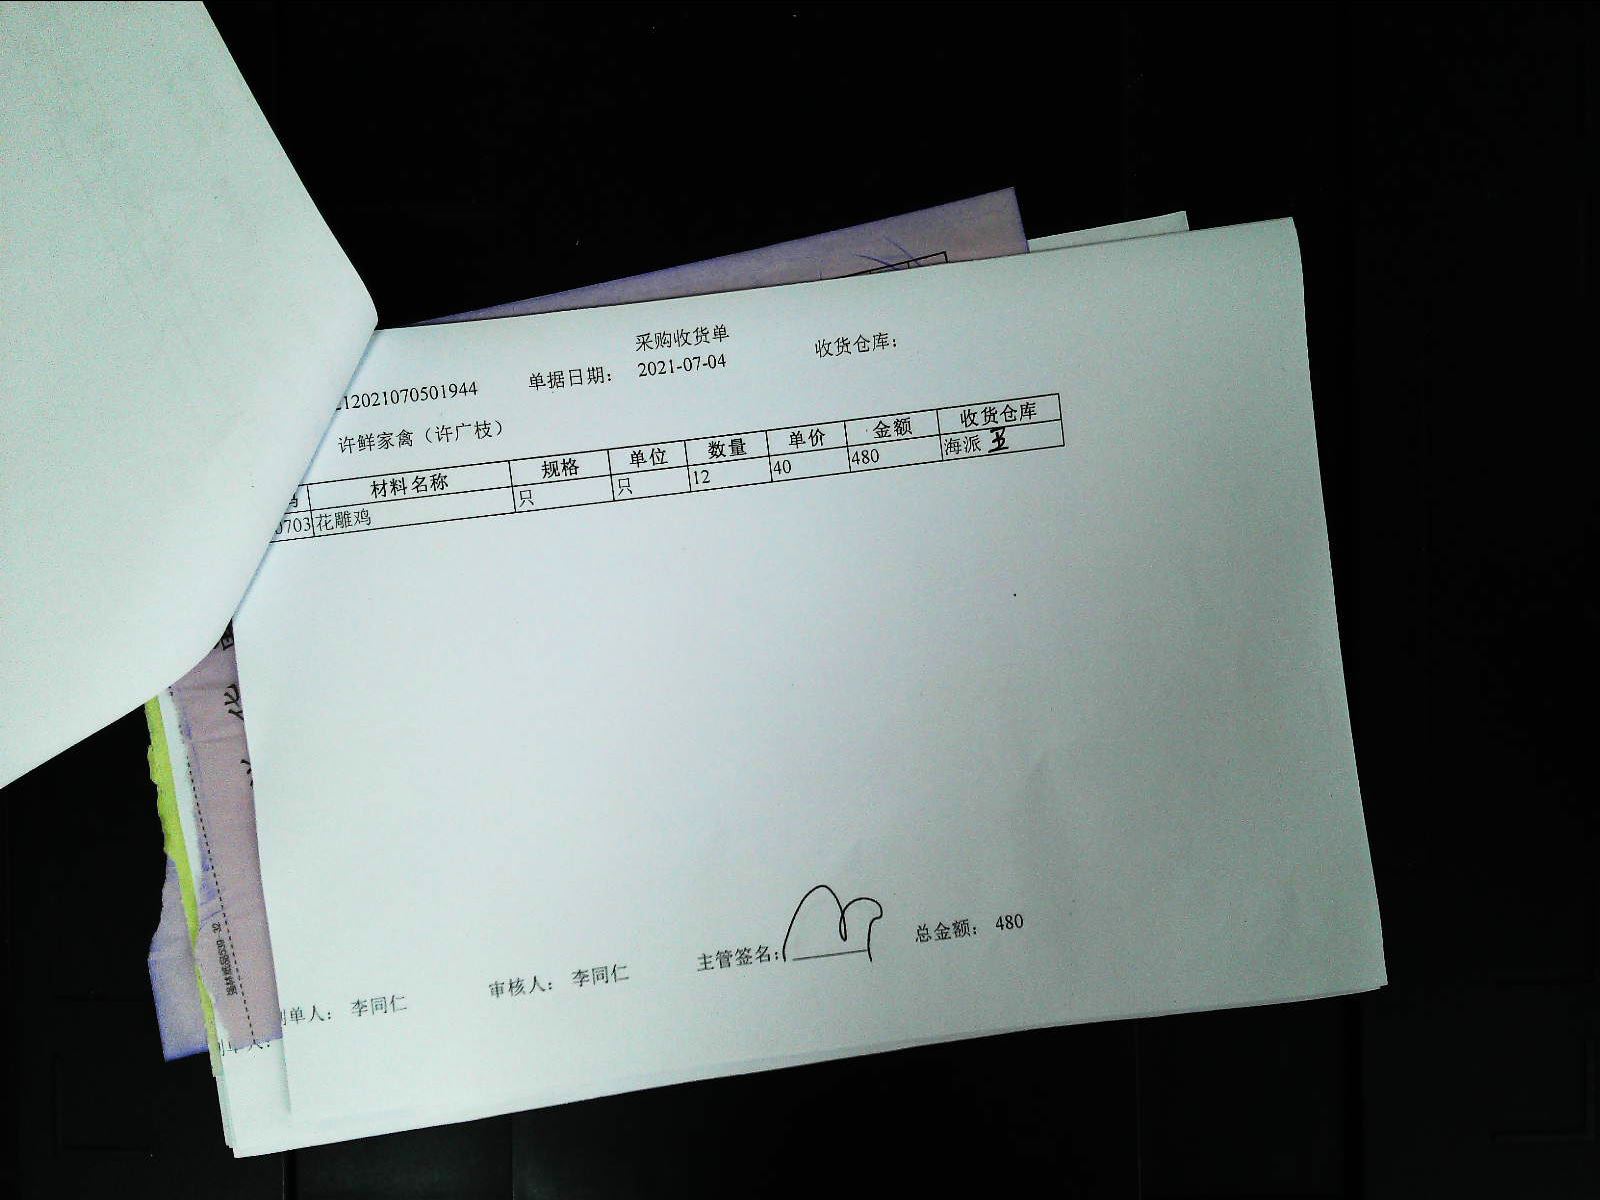 采购收货单
12021070501944 单据日期: 2021-07-04 收货仓库:
许鲜家禽（许广枝）
材料名称 规格 单位 数量 单价 金额 收货仓库
0703 花雕鸡 只 只 12 40 480 海派
主管签名: 总金额: 480
单人: 李同仁 审核人: 李同仁